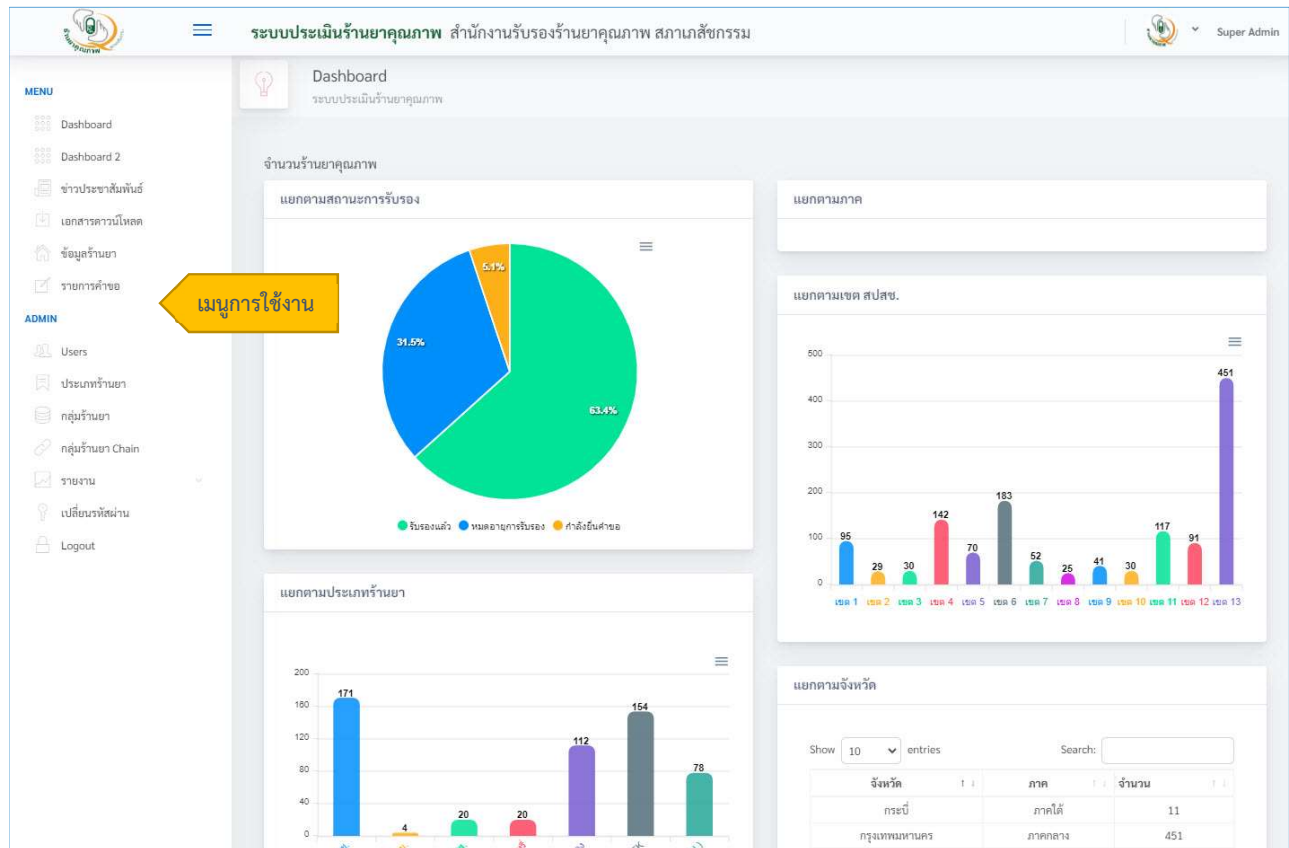 ร้านยาคุณภาพ
ระบบประเมินร้านยาคุณภาพ สำนักงานรับรองร้านยาคุณภาพ สภาเภสัชกรรม
Super Admin
MENU
Dashboard
Dashboard 2
ข่าวประชาสัมพันธ์
เอกสารดาวน์โหลด
ข้อมูลร้านยา
รายการคำขอ
ADMIN
Users
ประเภทร้านยา
กลุ่มร้านยา
กลุ่มร้านยา Chain
รายงาน
เปลี่ยนรหัสผ่าน
Logout
เมนูการใช้งาน
Dashboard
ระบบประเมินร้านยาคุณภาพ
จำนวนร้านยาคุณภาพ
แยกตามสถานะการรับรอง
5.1%
31.5%
63.4%
รับรองแล้ว หมดอายุการรับรอง กำลังยื่นคำขอ
แยกตามประเภทร้านยา
200
160
120
80
40
0
171
4
20
20
112
154
78
แยกตามภาค
แยกตามเขต สปสช.
500
400
300
200
100
0
95
29
30
142
70
183
52
25
41
30
117
91
451
เขต 1 เขต 2 เขต 3 เขต 4 เขต 5 เขต 6 เขต 7 เขต 8 เขต 9 เขต 10 เขต 11 เขต 12 เขต 13
แยกตามจังหวัด
Show 10 entries Search:
จังหวัด ภาค จำนวน
กระบี่ ภาคใต้ 11
กรุงเทพมหานคร ภาคกลาง 451